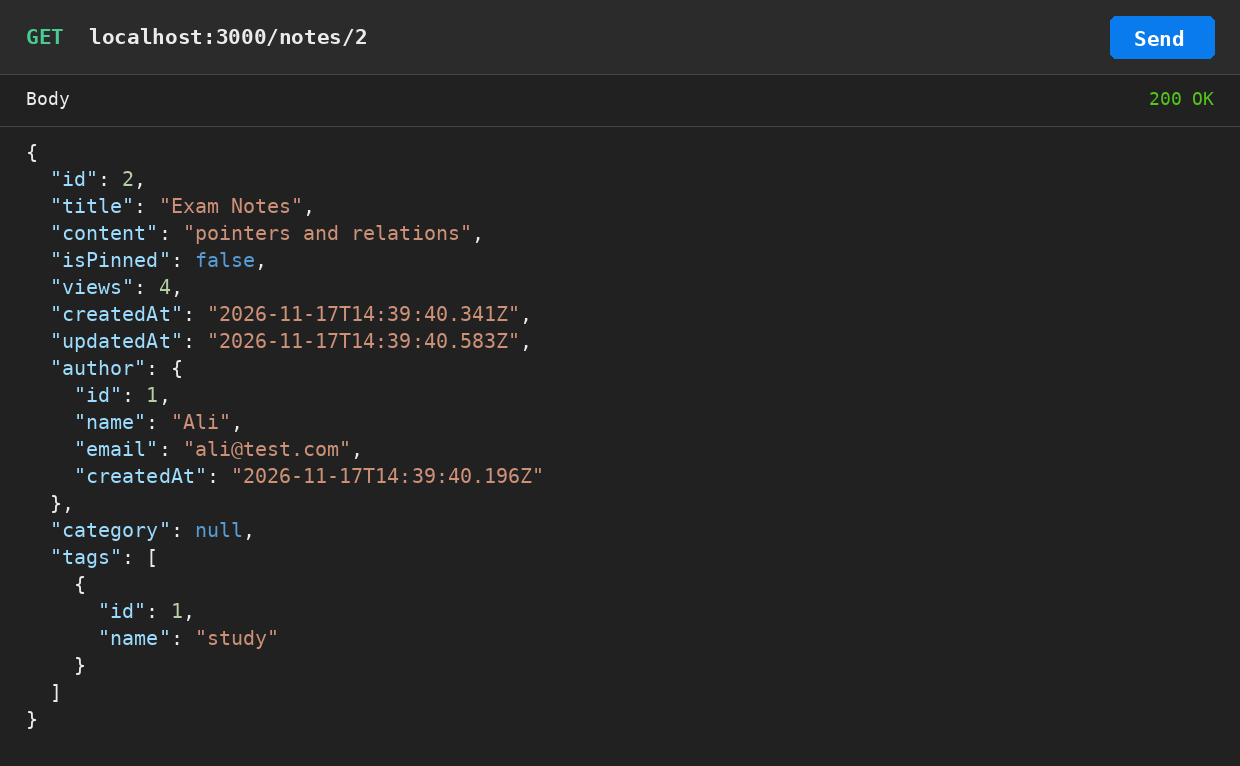 GET localhost:3000/notes/2 Send
Body 200 OK
{
  "id": 2,
  "title": "Exam Notes",
  "content": "pointers and relations",
  "isPinned": false,
  "views": 4,
  "createdAt": "2026-11-17T14:39:40.341Z",
  "updatedAt": "2026-11-17T14:39:40.583Z",
  "author": {
    "id": 1,
    "name": "Ali",
    "email": "ali@test.com",
    "createdAt": "2026-11-17T14:39:40.196Z"
  },
  "category": null,
  "tags": [
    {
      "id": 1,
      "name": "study"
    }
  ]
}